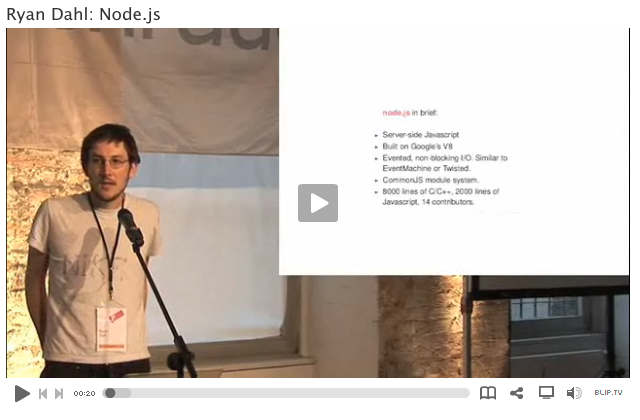 Ryan Dahl: Node.js
node.js in brief:
► Server-side Javascript
► Built on Google's V8
► Evented, non-blocking I/O. Similar to
EventMachine or Twisted.
► CommonJS module system.
► 8000 lines of C/C++, 2000 lines of
Javascript, 14 contributors.
00:20
BLIP.TV